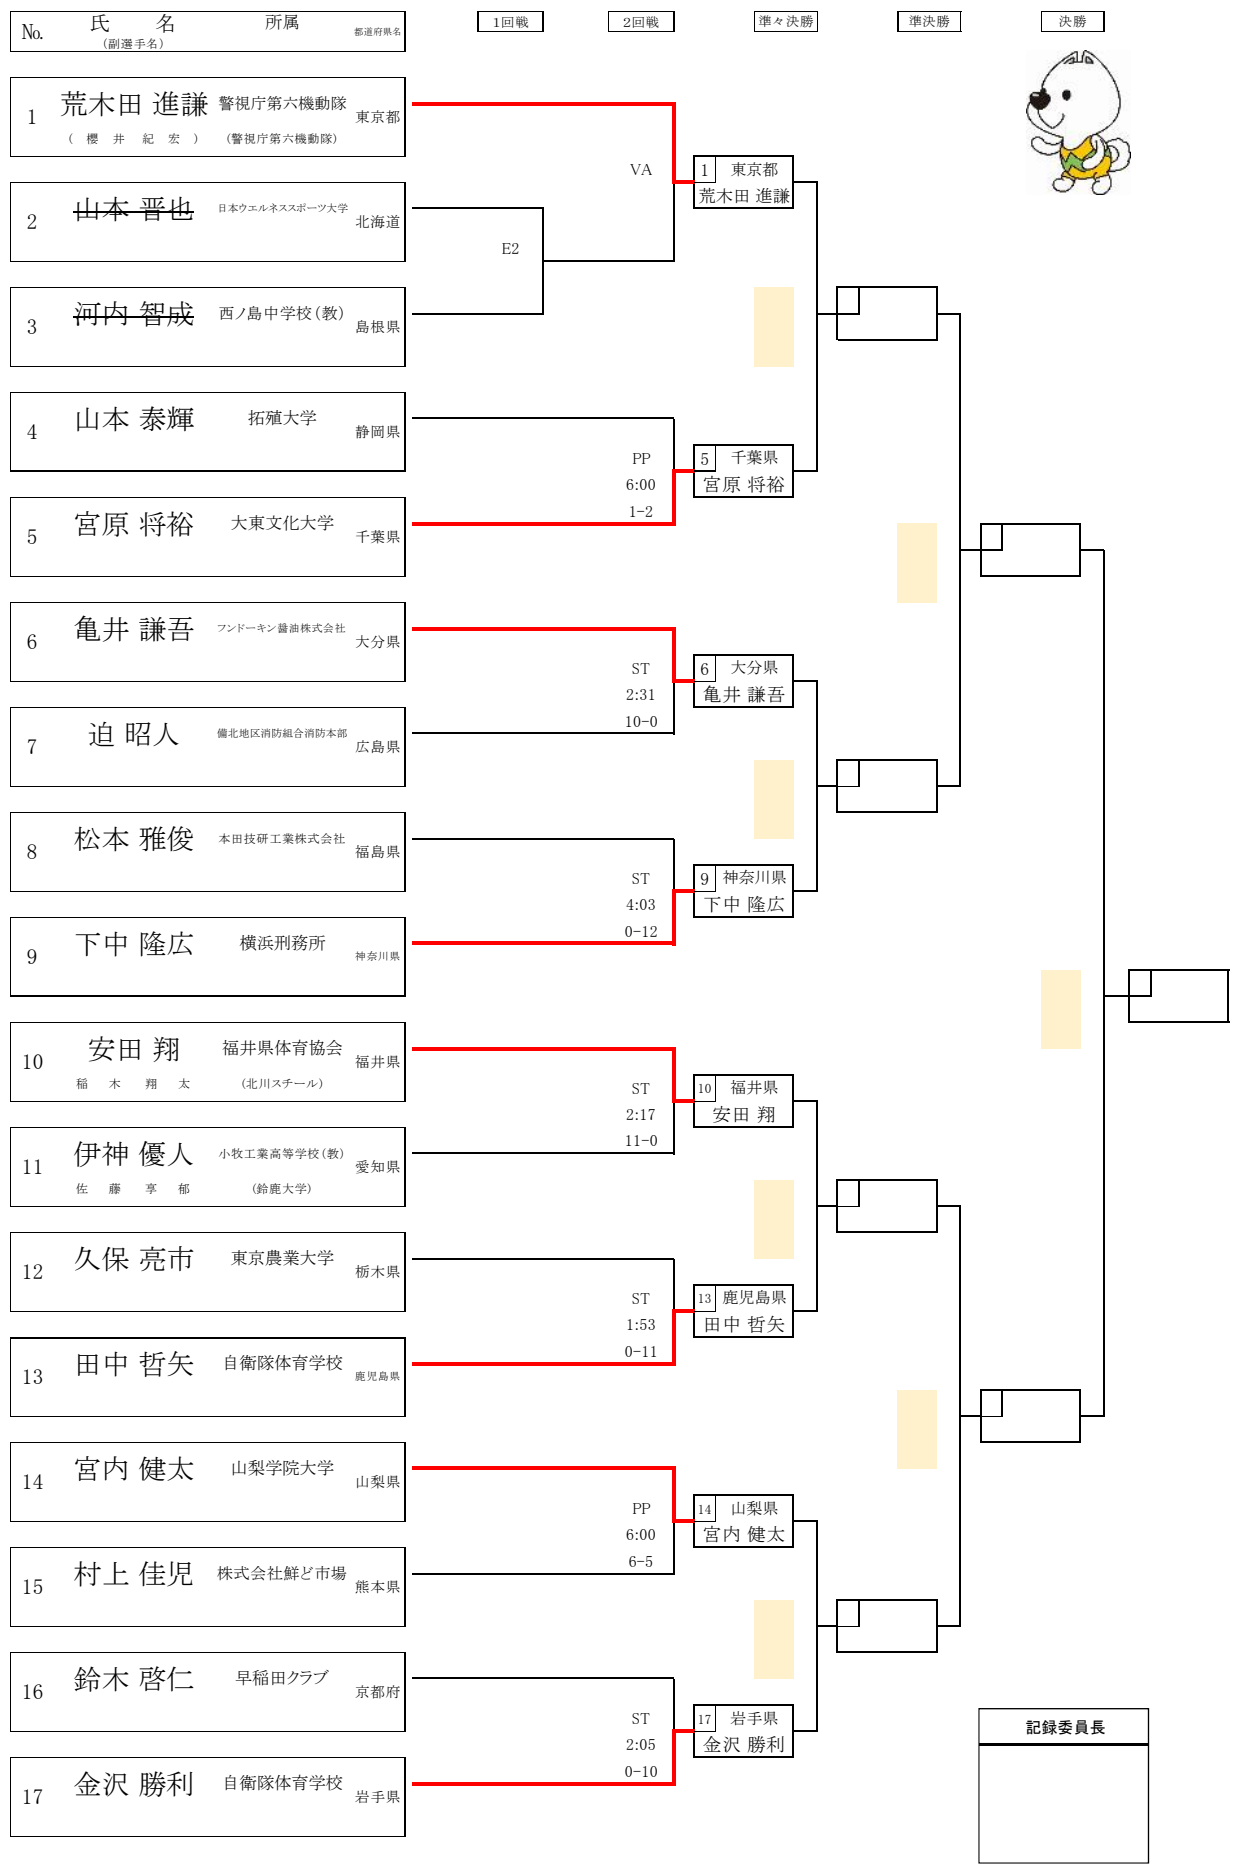 No. 氏 名 所属 都道府県名 1回戦 2回戦 準々決勝 準決勝 決勝
(副選手名)
1 荒木田 進謙 警視庁第六機動隊 東京都
( 櫻 井 紀 宏 ) (警視庁第六機動隊)
VA
1 東京都
荒木田 進謙
2 山本 晋也 日本ウエルネススポーツ大学 北海道
E2
3 河内 智成 西ノ島中学校(教) 島根県
4 山本 泰輝 拓殖大学 静岡県
PP
6:00
1-2
5 千葉県
宮原 将裕
5 宮原 将裕 大東文化大学 千葉県
6 亀井 謙吾 フンドーキン醤油株式会社 大分県
ST
2:31
10-0
6 大分県
亀井 謙吾
7 迫 昭人 備北地区消防組合消防本部 広島県
8 松本 雅俊 本田技研工業株式会社 福島県
ST
4:03
0-12
9 神奈川県
下中 隆広
9 下中 隆広 横浜刑務所 神奈川県
10 安田 翔 福井県体育協会 福井県
稲 木 翔 太 (北川スチール)
ST
2:17
11-0
10 福井県
安田 翔
11 伊神 優人 小牧工業高等学校(教) 愛知県
佐 藤 享 郁 (鈴鹿大学)
12 久保 亮市 東京農業大学 栃木県
ST
1:53
0-11
13 鹿児島県
田中 哲矢
13 田中 哲矢 自衛隊体育学校 鹿児島県
14 宮内 健太 山梨学院大学 山梨県
PP
6:00
6-5
14 山梨県
宮内 健太
15 村上 佳児 株式会社鮮ど市場 熊本県
16 鈴木 啓仁 早稲田クラブ 京都府
ST
2:05
0-10
17 岩手県
金沢 勝利
17 金沢 勝利 自衛隊体育学校 岩手県
記録委員長